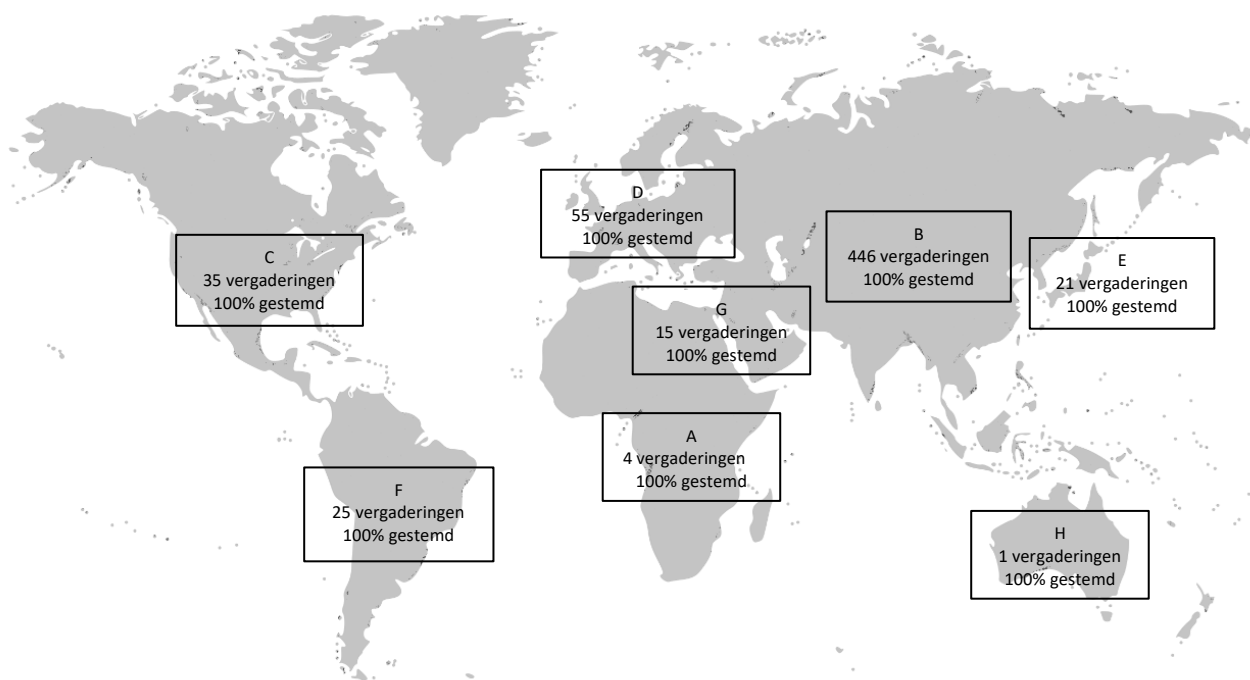 D
55 vergaderingen
100% gestemd
B
446 vergaderingen
100% gestemd
C
35 vergaderingen
100% gestemd
E
21 vergaderingen
100% gestemd
G
15 vergaderingen
100% gestemd
A
4 vergaderingen
100% gestemd
F
25 vergaderingen
100% gestemd
H
1 vergaderingen
100% gestemd